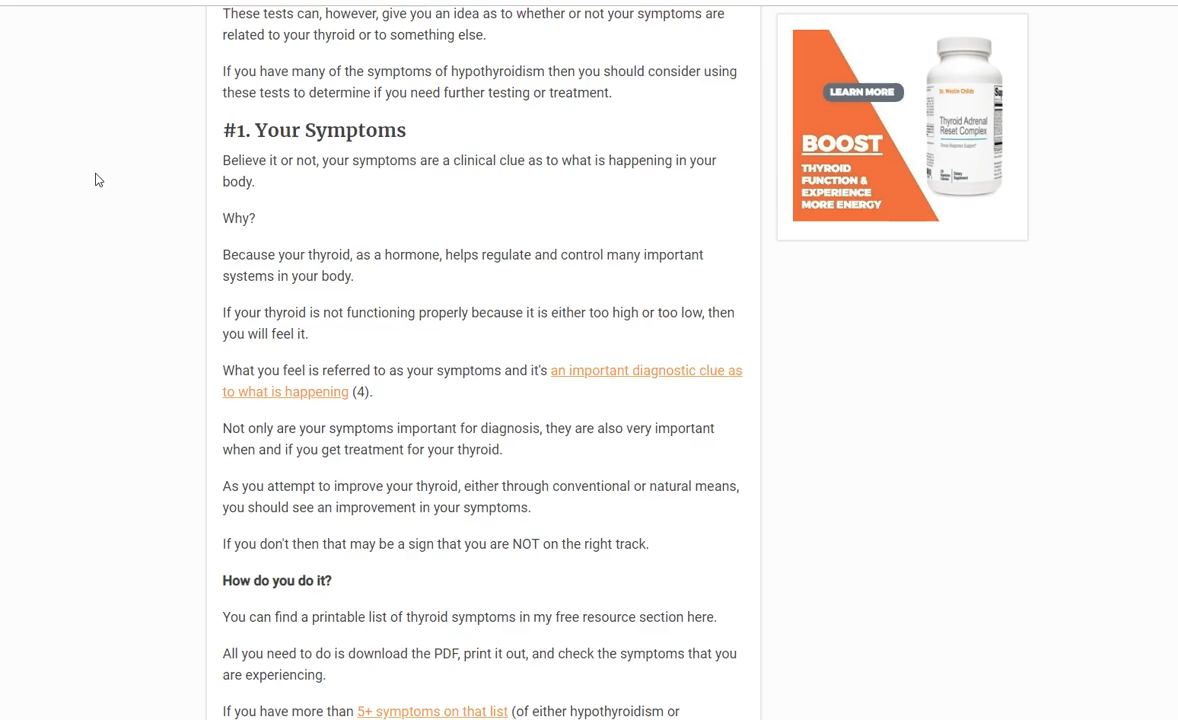 These tests can, however, give you an idea as to whether or not your symptoms are
related to your thyroid or to something else.
If you have many of the symptoms of hypothyroidism then you should consider using
these tests to determine if you need further testing or treatment.
#1. Your Symptoms
Believe it or not, your symptoms are a clinical clue as to what is happening in your
body.
Why?
Because your thyroid, as a hormone, helps regulate and control many important
systems in your body.
If your thyroid is not functioning properly because it is either too high or too low, then
you will feel it.
What you feel is referred to as your symptoms and it's an important diagnostic clue as
to what is happening (4).
Not only are your symptoms important for diagnosis, they are also very important
when and if you get treatment for your thyroid.
As you attempt to improve your thyroid, either through conventional or natural means,
you should see an improvement in your symptoms.
If you don't then that may be a sign that you are NOT on the right track.
How do you do it?
You can find a printable list of thyroid symptoms in my free resource section here.
All you need to do is download the PDF, print it out, and check the symptoms that you
are experiencing.
If you have more than 5+ symptoms on that list (of either hypothyroidism or
LEARN MORE
BOOST
THYROID
FUNCTION &
EXPERIENCE
MORE ENERGY
Dr. Westin Childs
Thyroid Adrenal
Reset Complex